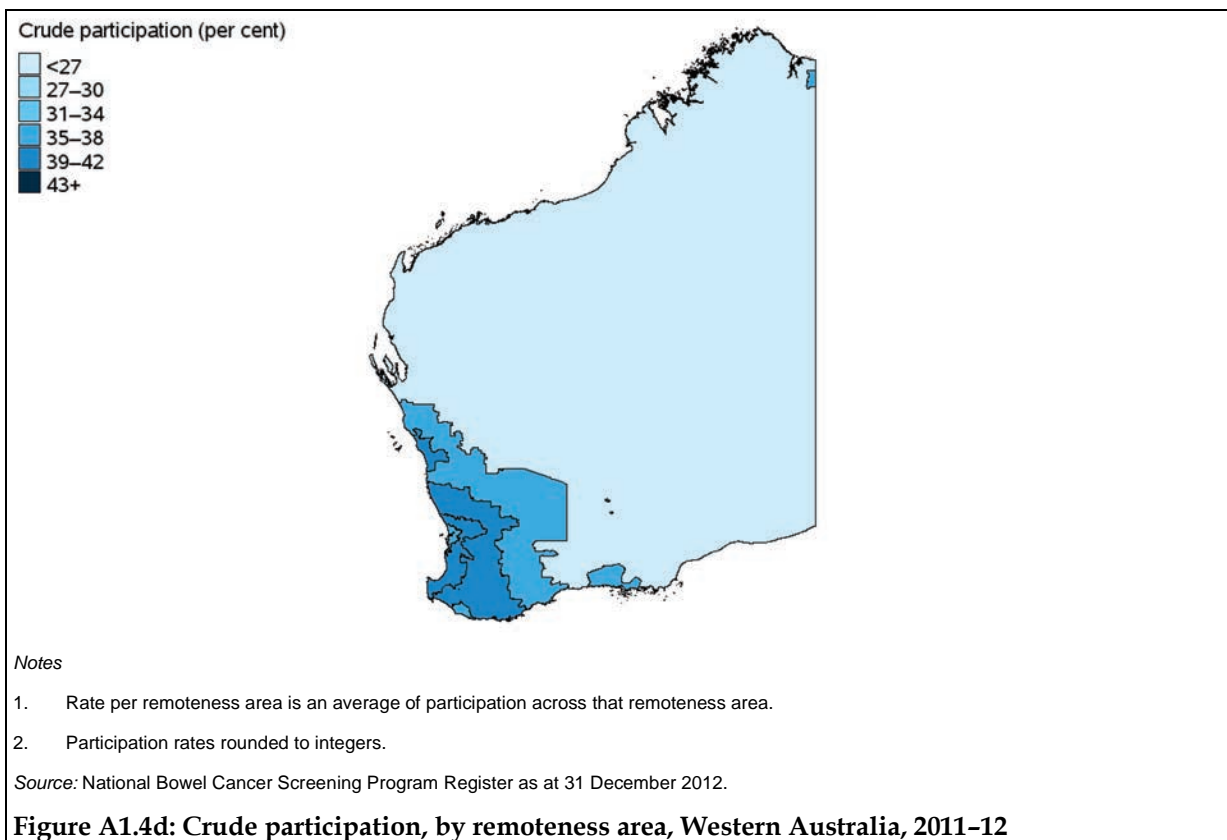 Crude participation (per cent)
<27
27–30
31–34
35–38
39–42
43+
Notes
1. Rate per remoteness area is an average of participation across that remoteness area.
2. Participation rates rounded to integers.
Source: National Bowel Cancer Screening Program Register as at 31 December 2012.
Figure A1.4d: Crude participation, by remoteness area, Western Australia, 2011–12